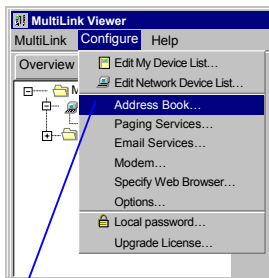 MultiLink Viewer
MultiLink Configure Help
Overview
Edit My Device List...
Edit Network Device List...
M
Address Book...
Paging Services...
Email Services...
Modem...
Specify Web Browser...
Options...
Local password...
Upgrade License...